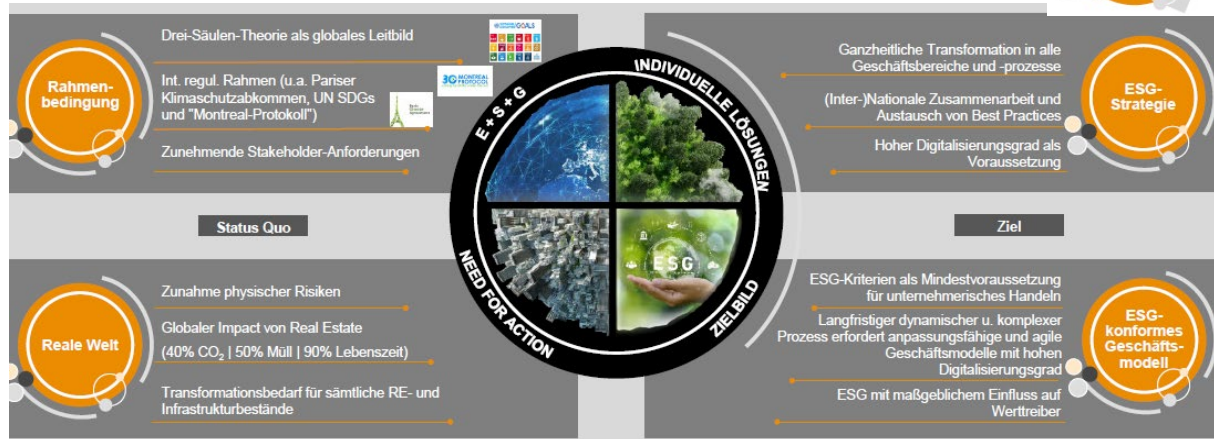 Rahmen-
bedingung
Drei-Säulen-Theorie als globales Leitbild
Int. regul. Rahmen (u.a. Pariser
Klimaschutzabkommen, UN SDGs
und "Montreal-Protokoll")
Zunehmende Stakeholder-Anforderungen
GOALS
MONTREAL
PROTOCOL
E + S + G
INDIVIDUELLE LÖSUNGEN
NEED FOR ACTION
ZIELBILD
ESG
Ganzheitliche Transformation in alle
Geschäftsbereiche und -prozesse
(Inter-)Nationale Zusammenarbeit und
Austausch von Best Practices
Hoher Digitalisierungsgrad als
Voraussetzung
ESG-
Strategie
Status Quo
Ziel
Reale Welt
Zunahme physischer Risiken
Globaler Impact von Real Estate
(40% CO₂ | 50% Müll | 90% Lebenszeit)
Transformationsbedarf für sämtliche RE- und
Infrastrukturbestände
ESG-Kriterien als Mindestvoraussetzung
für unternehmerisches Handeln
Langfristiger dynamischer u. komplexer
Prozess erfordert anpassungsfähige und agile
Geschäftsmodelle mit hohen
Digitalisierungsgrad
ESG mit maßgeblichem Einfluss auf
Werttreiber
ESG-
konformes
Geschäfts-
modell